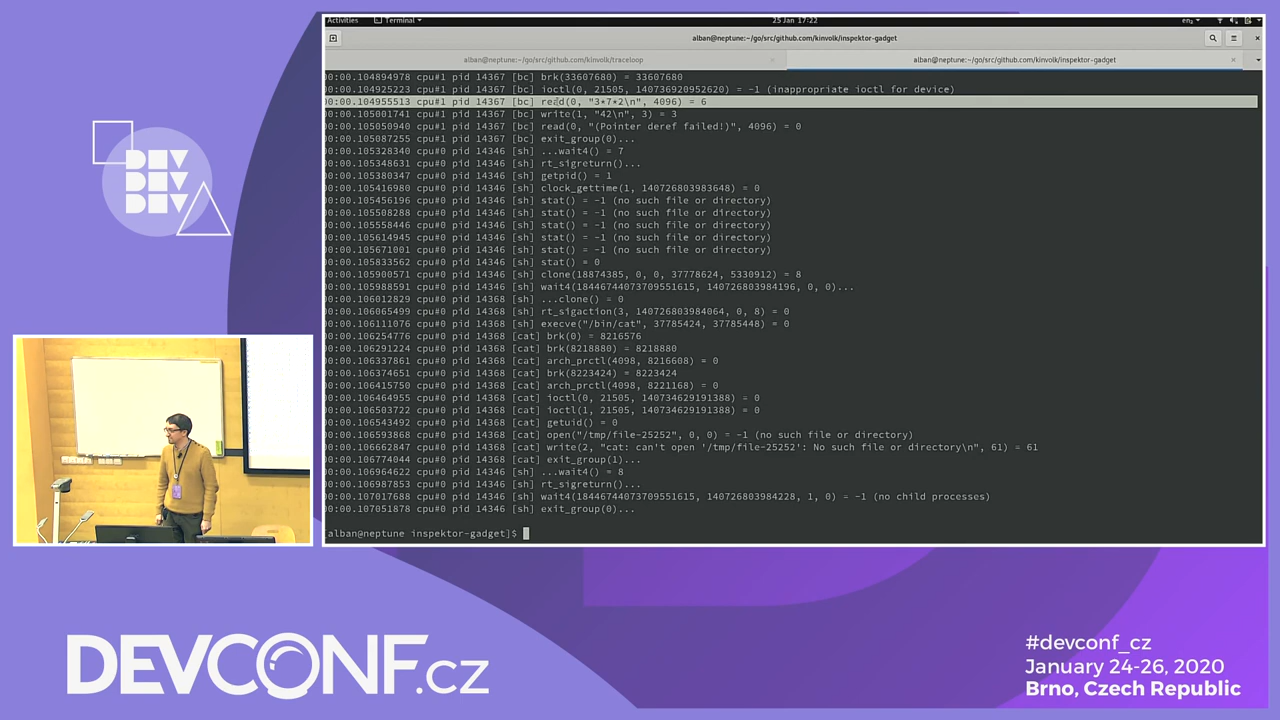 Activities
Terminal
25 Jan 17:22
en₂
alban@neptune:~/go/src/github.com/kinvolk/inspektor-gadget
alban@neptune:~/go/src/github.com/kinvolk/traceloop
alban@neptune:~/go/src/github.com/kinvolk/inspektor-gadget
00:00.104894978 cpu#1 pid 14367 [bc] brk(33607680) = 33607680
00:00.104925223 cpu#1 pid 14367 [bc] ioctl(0, 21505, 140736920952620) = -1 (inappropriate ioctl for device)
00:00.104955513 cpu#1 pid 14367 [bc] read(0, "3*7*2\n", 4096) = 6
00:00.105001741 cpu#1 pid 14367 [bc] write(1, "42\n", 3) = 3
00:00.105050940 cpu#1 pid 14367 [bc] read(0, "(Pointer deref failed!)", 4096) = 0
00:00.105087255 cpu#1 pid 14367 [bc] exit_group(0)...
00:00.105328340 cpu#0 pid 14346 [sh] ...wait4() = 7
00:00.105348631 cpu#0 pid 14346 [sh] rt_sigreturn()...
00:00.105380347 cpu#0 pid 14346 [sh] getpid() = 1
00:00.105416980 cpu#0 pid 14346 [sh] clock_gettime(1, 140726803983648) = 0
00:00.105456196 cpu#0 pid 14346 [sh] stat() = -1 (no such file or directory)
00:00.105508288 cpu#0 pid 14346 [sh] stat() = -1 (no such file or directory)
00:00.105558446 cpu#0 pid 14346 [sh] stat() = -1 (no such file or directory)
00:00.105614945 cpu#0 pid 14346 [sh] stat() = -1 (no such file or directory)
00:00.105671001 cpu#0 pid 14346 [sh] stat() = -1 (no such file or directory)
00:00.105833562 cpu#0 pid 14346 [sh] stat() = 0
00:00.105900571 cpu#0 pid 14346 [sh] clone(18874385, 0, 0, 37778624, 5330912) = 8
00:00.105988591 cpu#0 pid 14346 [sh] wait4(18446744073709551615, 140726803984196, 0, 0)...
00:00.106012829 cpu#0 pid 14368 [sh] ...clone() = 0
00:00.106065499 cpu#0 pid 14368 [sh] rt_sigaction(3, 140726803984064, 0, 8) = 0
00:00.106111076 cpu#0 pid 14368 [sh] execve("/bin/cat", 37785424, 37785448) = 0
00:00.106254776 cpu#0 pid 14368 [cat] brk(0) = 8216576
00:00.106291224 cpu#0 pid 14368 [cat] brk(8218880) = 8218880
00:00.106337861 cpu#0 pid 14368 [cat] arch_prctl(4098, 8216608) = 0
00:00.106374651 cpu#0 pid 14368 [cat] brk(8223424) = 8223424
00:00.106415750 cpu#0 pid 14368 [cat] arch_prctl(4098, 8221168) = 0
00:00.106464955 cpu#0 pid 14368 [cat] ioctl(0, 21505, 140734629191388) = 0
00:00.106503722 cpu#0 pid 14368 [cat] ioctl(1, 21505, 140734629191388) = 0
00:00.106543492 cpu#0 pid 14368 [cat] getuid() = 0
00:00.106593868 cpu#0 pid 14368 [cat] open("/tmp/file-25252", 0, 0) = -1 (no such file or directory)
00:00.106662847 cpu#0 pid 14368 [cat] write(2, "cat: can't open '/tmp/file-25252': No such file or directory\n", 61) = 61
00:00.106774044 cpu#0 pid 14368 [cat] exit_group(1)...
00:00.106964622 cpu#0 pid 14346 [sh] ...wait4() = 8
00:00.106987853 cpu#0 pid 14346 [sh] rt_sigreturn()...
00:00.107017688 cpu#0 pid 14346 [sh] wait4(18446744073709551615, 140726803984228, 1, 0) = -1 (no child processes)
00:00.107051878 cpu#0 pid 14346 [sh] exit_group(0)...
[alban@neptune inspektor-gadget]$
DEV
DEV
DEV
DEVCONF.cz
#devconf_cz
January 24-26, 2020
Brno, Czech Republic